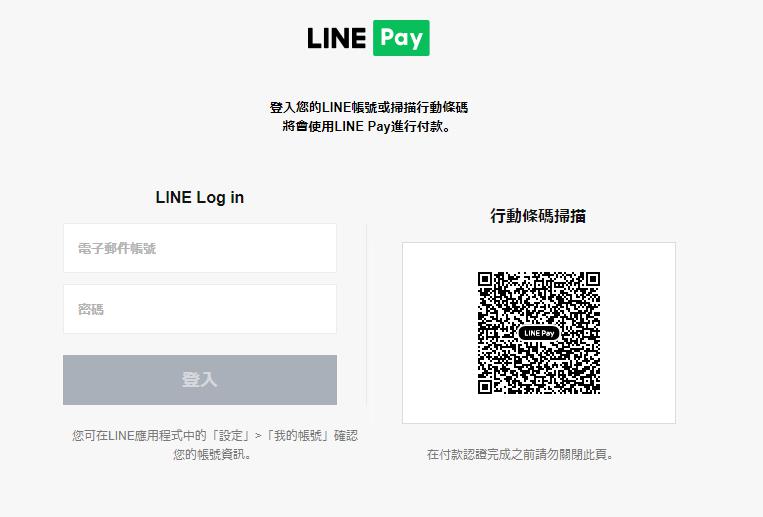 LINE Pay
登入您的LINE帳號或掃描行動條碼
將會使用LINE Pay進行付款。
LINE Log in
電子郵件帳號
密碼
登入
您可在LINE應用程式中的「設定」>「我的帳號」確認
您的帳號資訊。
行動條碼掃描
LINE Pay
在付款認證完成之前請勿關閉此頁。